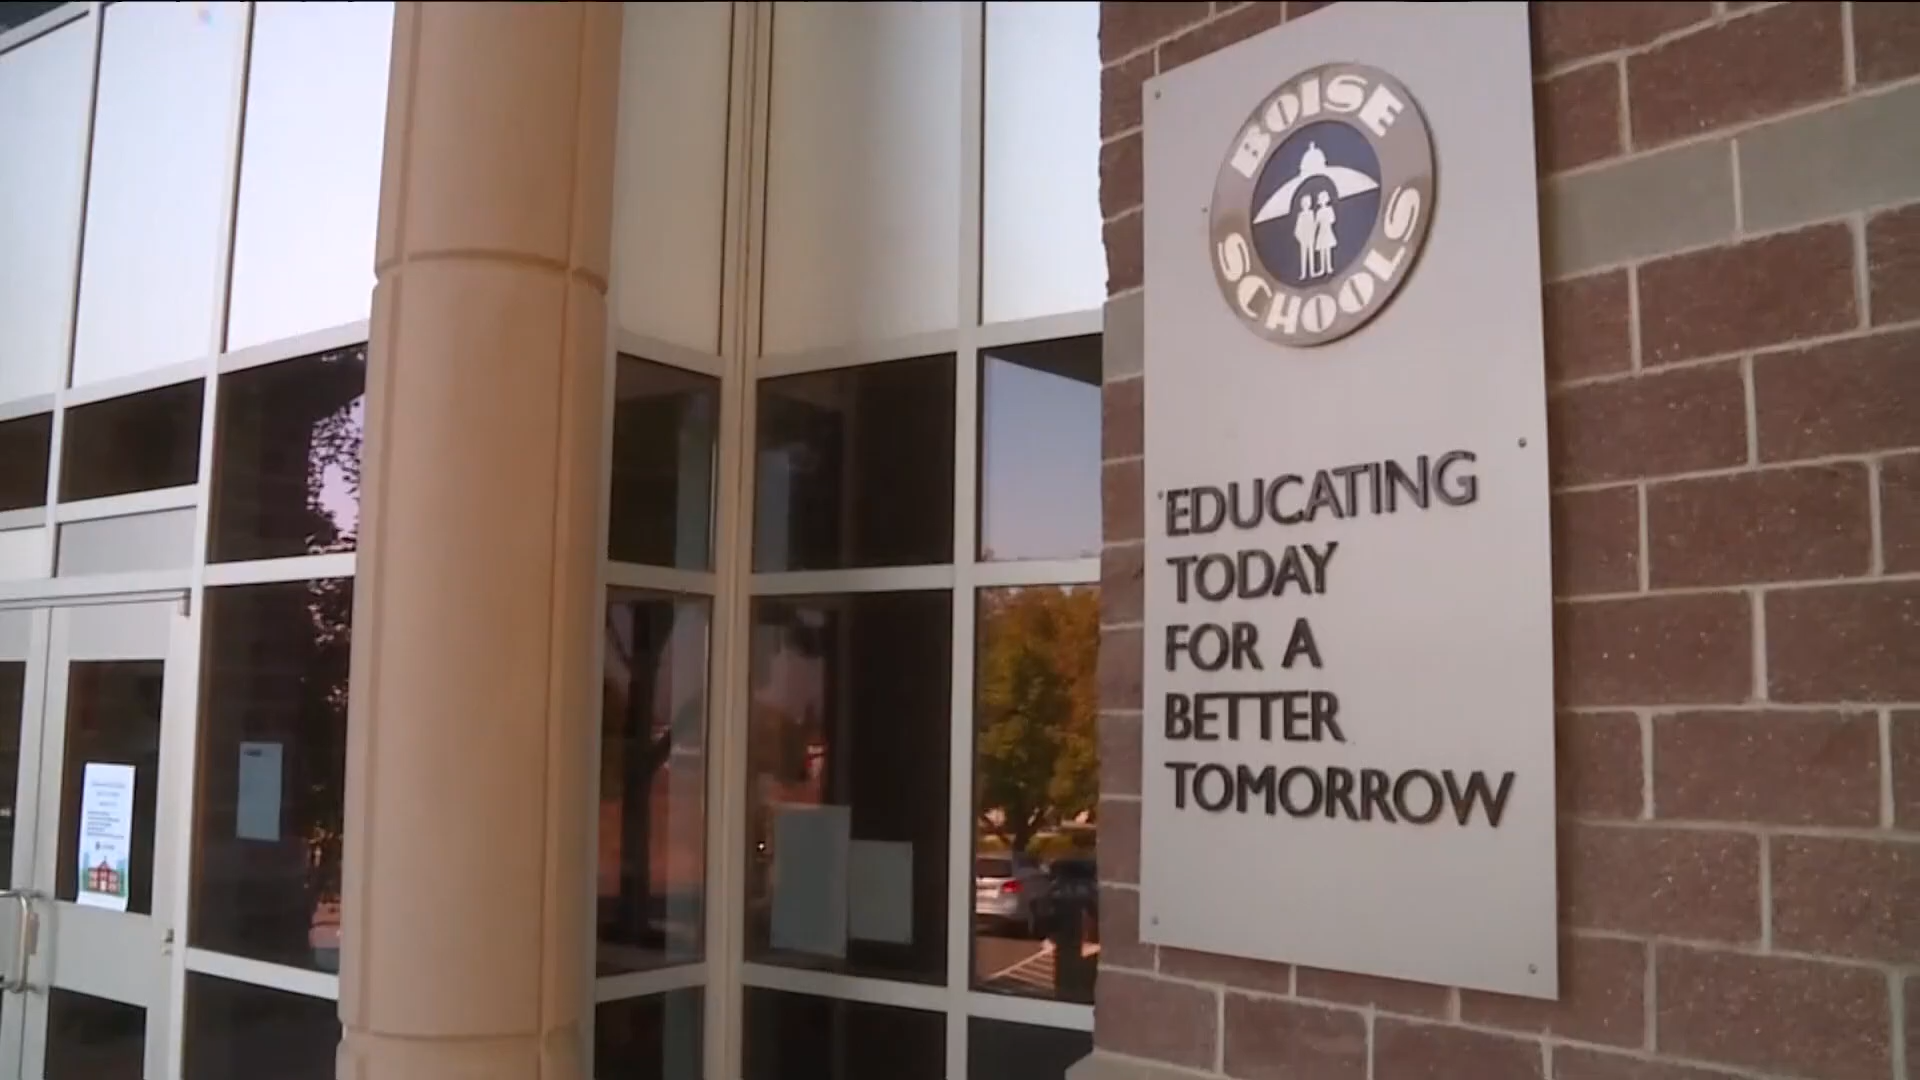 BOISE
SCHOOLS
EDUCATING
TODAY
FOR A
BETTER
TOMORROW